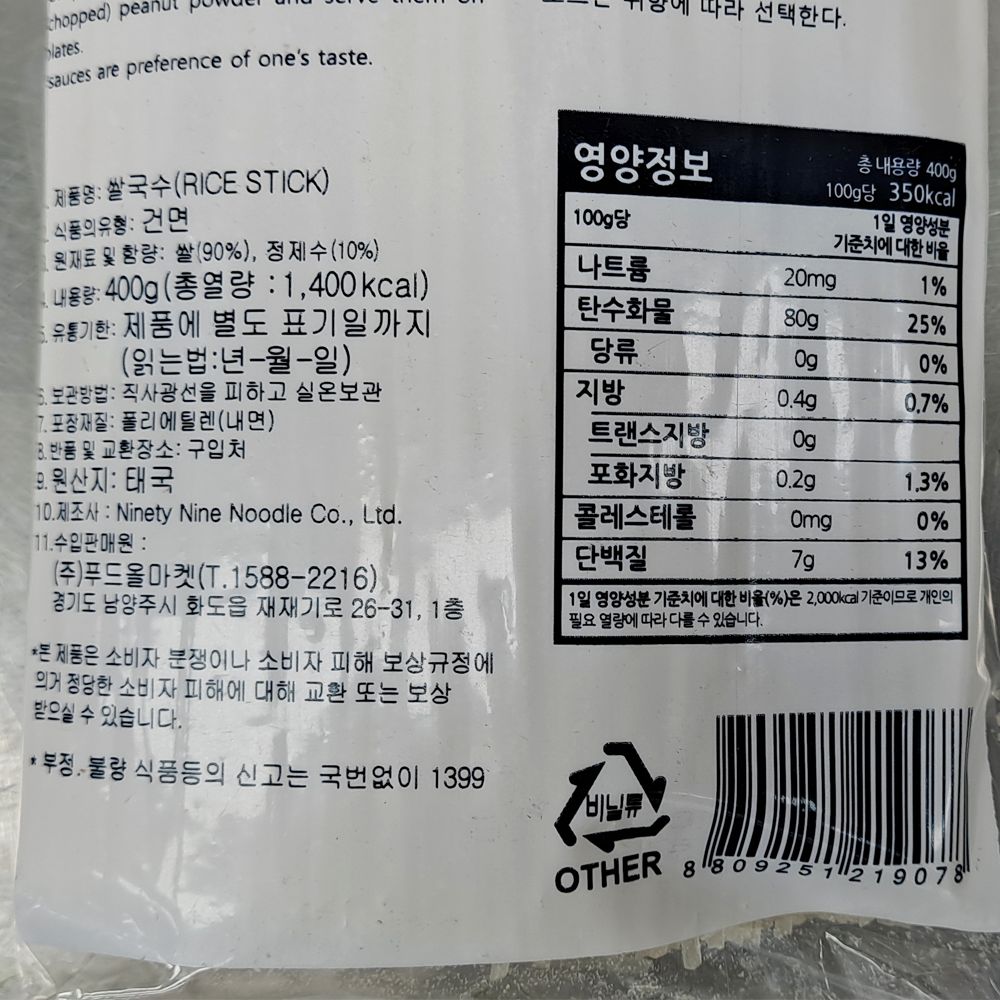 chopped) peanut powder and serve them on
plates.
sauces are preference of one's taste.
따라 선택한다.
제품명: 쌀국수(RICE STICK)
식품의유형: 건면
원재료 및 함량: 쌀(90%), 정제수(10%)
내용량: 400g(총열량 : 1,400kcal)
5. 유통기한: 제품에 별도 표기일까지
(읽는법:년-월-일)
6. 보관방법: 직사광선을 피하고 실온보관
7. 포장재질: 폴리에틸렌(내면)
8. 반품 및 교환장소: 구입처
9. 원산지: 태국
10.제조사 : Ninety Nine Noodle Co., Ltd.
11.수입판매원 :
(주)푸드올마켓(T.1588-2216)
경기도 남양주시 화도읍 재재기로 26-31, 1층
*본 제품은 소비자 분쟁이나 소비자 피해 보상규정에
의거 정당한 소비자 피해에 대해 교환 또는 보상
받으실 수 있습니다.
* 부정. 불량 식품등의 신고는 국번없이 1399
영양정보
총 내용량 400g
100g당 350kcal
100g당 1일 영양성분
기준치에 대한 비율
나트륨 20mg 1%
탄수화물 80g 25%
당류 0g 0%
지방 0.4g 0.7%
트랜스지방 0g
포화지방 0.2g 1.3%
콜레스테롤 0mg 0%
단백질 7g 13%
1일 영양성분 기준치에 대한 비율(%)은 2,000kcal 기준이므로 개인의
필요 열량에 따라 다를 수 있습니다.
비닐류
OTHER
8 809251 219078